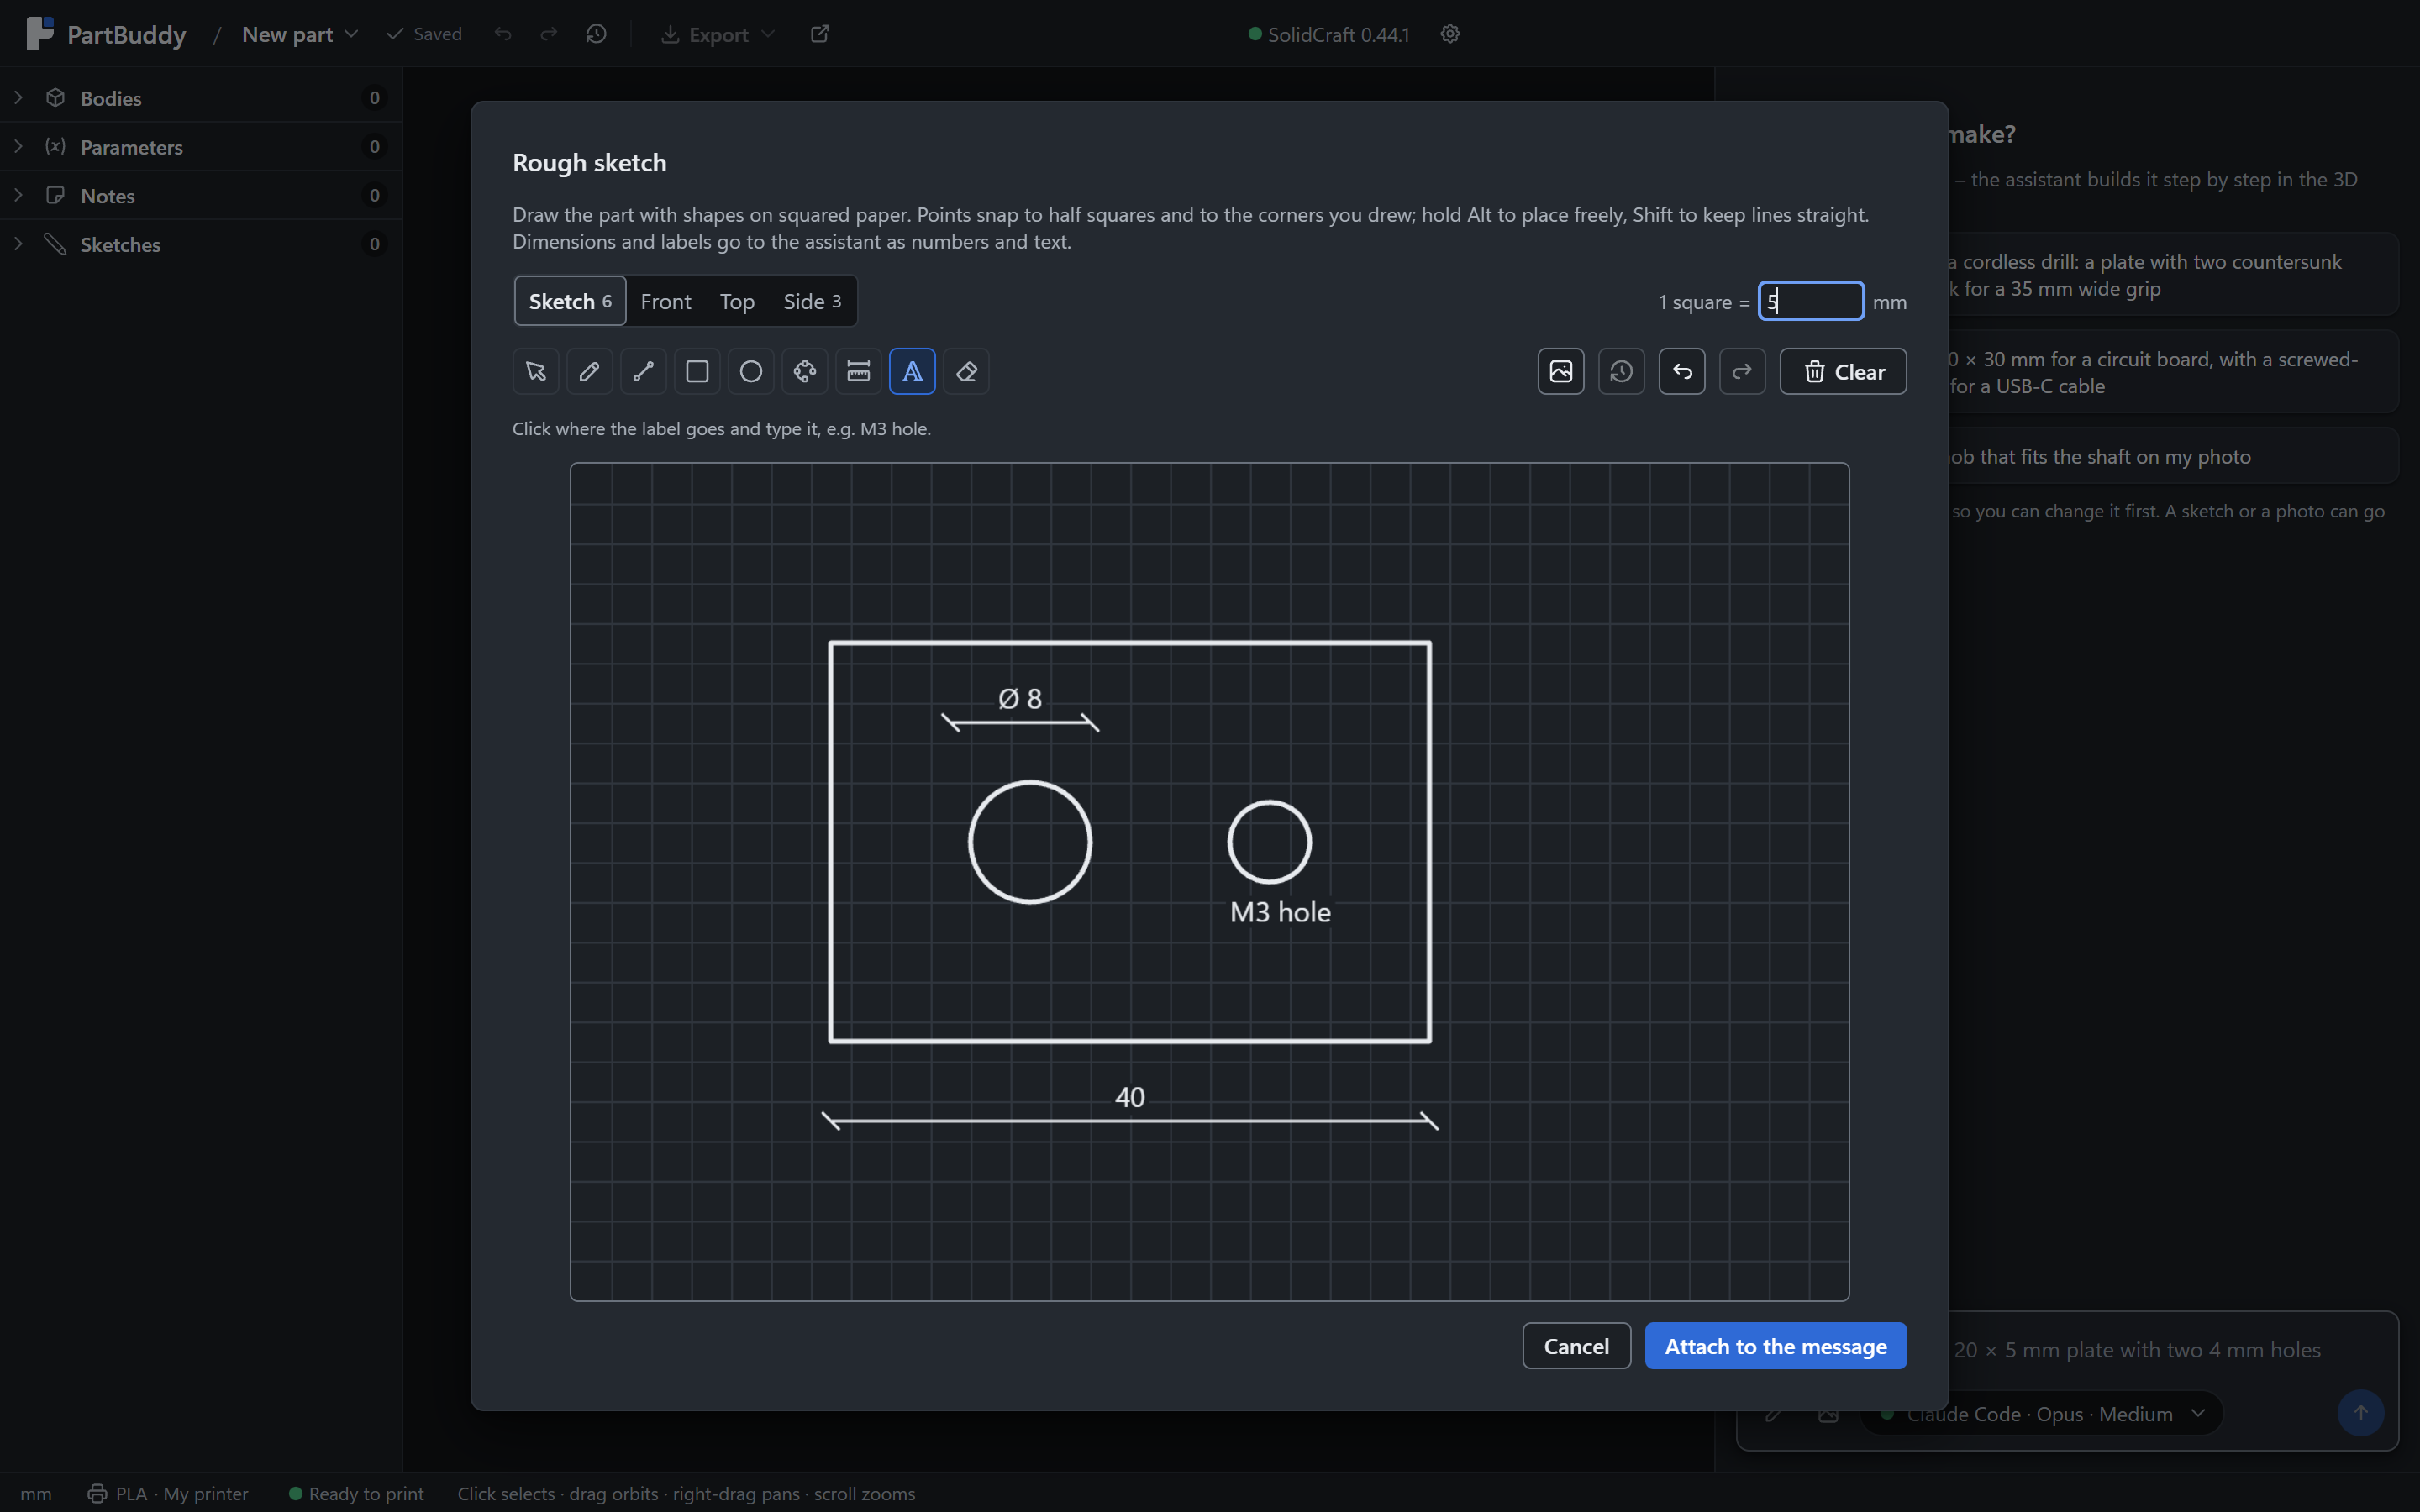 PartBuddy / New part Saved Export SolidCraft 0.44.1
Bodies 0
Parameters 0
Notes 0
Sketches 0
make?
– the assistant builds it step by step in the 3D
a cordless drill: a plate with two countersunk
k for a 35 mm wide grip
0 × 30 mm for a circuit board, with a screwed-
for a USB-C cable
ob that fits the shaft on my photo
so you can change it first. A sketch or a photo can go
Rough sketch
Draw the part with shapes on squared paper. Points snap to half squares and to the corners you drew; hold Alt to place freely, Shift to keep lines straight.
Dimensions and labels go to the assistant as numbers and text.
Sketch 6 Front Top Side 3 1 square = 5 mm
Clear
Click where the label goes and type it, e.g. M3 hole.
Ø 8
M3 hole
40
Cancel Attach to the message
20 × 5 mm plate with two 4 mm holes
Claude Code · Opus · Medium
mm PLA · My printer Ready to print Click selects · drag orbits · right-drag pans · scroll zooms